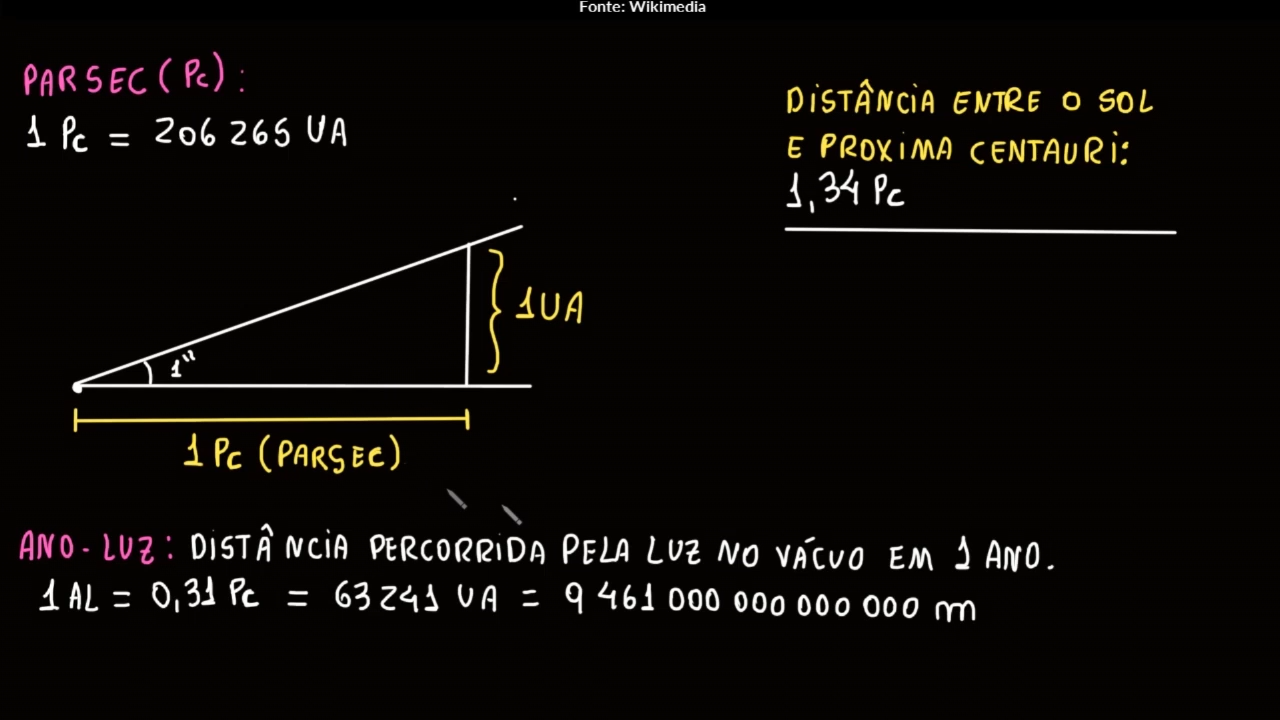 Fonte: Wikimedia
PARSEC (Pc):
1 Pc = 206 265 UA
DISTÂNCIA ENTRE O SOL
E PROXIMA CENTAURI:
1,34 Pc
1"
1 UA
1 Pc (PARSEC)
ANO-LUZ: DISTÂNCIA PERCORRIDA PELA LUZ NO VÁCUO EM 1 ANO.
1 AL = 0,31 Pc = 63 241 UA = 9 461 000 000 000 000 m